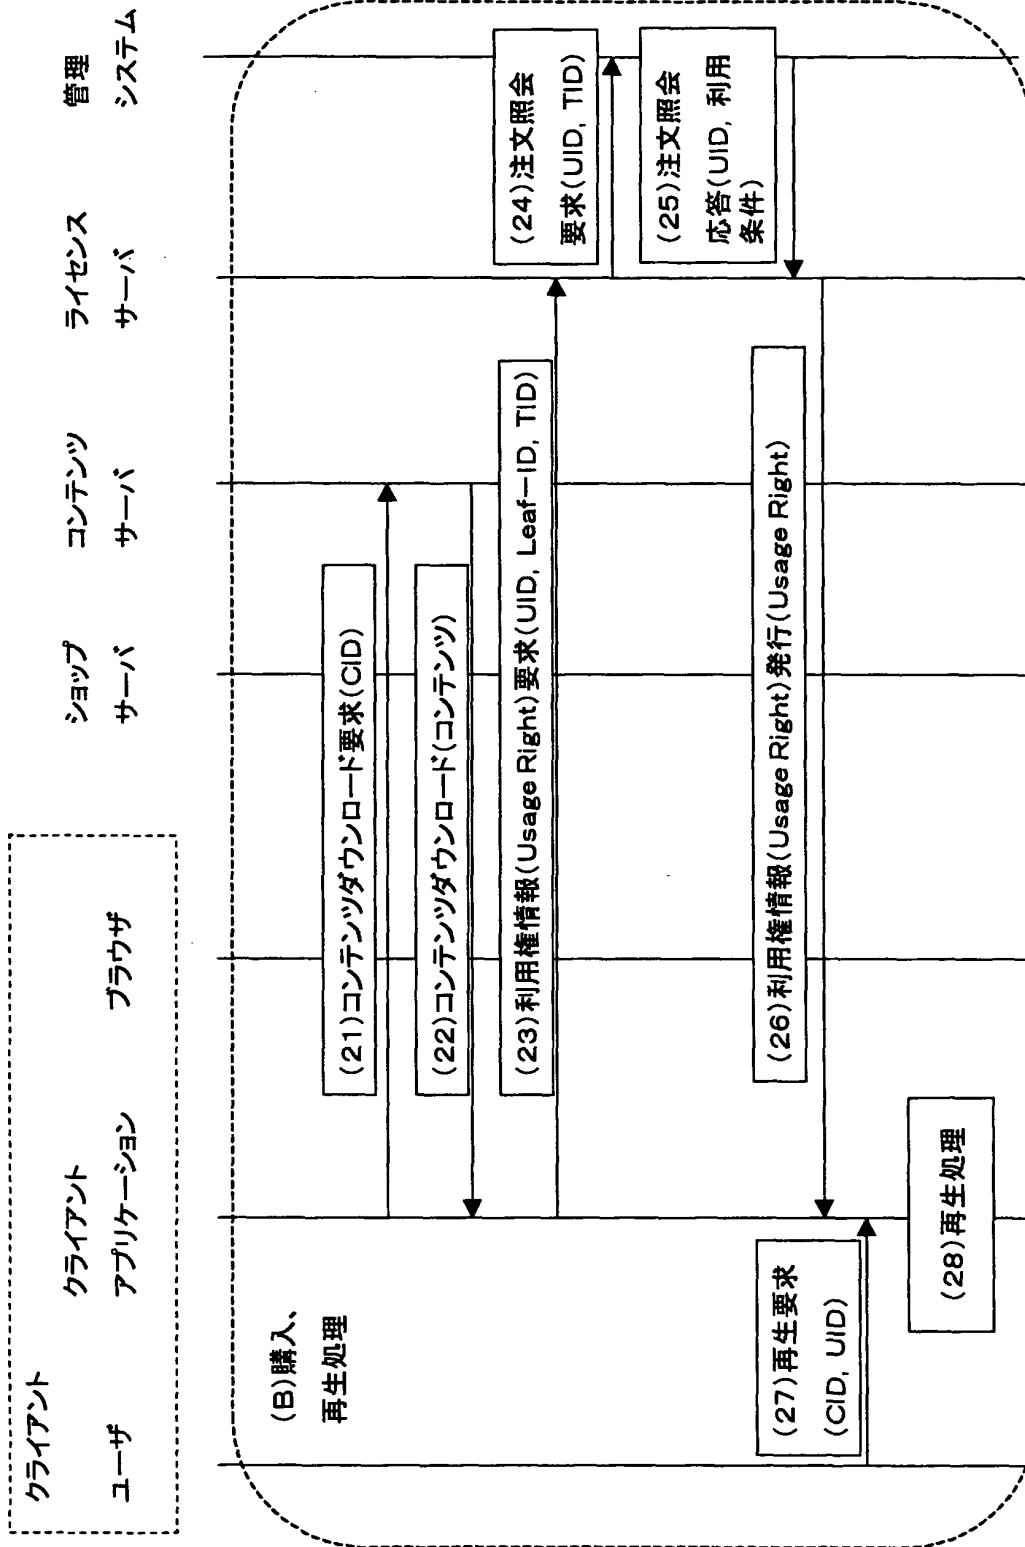 クライアント
ユーザ
クライアント
アプリケーション
ブラウザ
ショップ
サーバ
コンテンツ
サーバ
ライセンス
サーバ
管理
システム
(B)購入、
再生処理
(21)コンテンツダウンロード要求(CID)
(22)コンテンツダウンロード(コンテンツ)
(23)利用権情報(Usage Right)要求(UID, Leaf-ID, TID)
(24)注文照会
要求(UID, TID)
(25)注文照会
応答(UID, 利用
条件)
(26)利用権情報(Usage Right)発行(Usage Right)
(27)再生要求
(CID, UID)
(28)再生処理